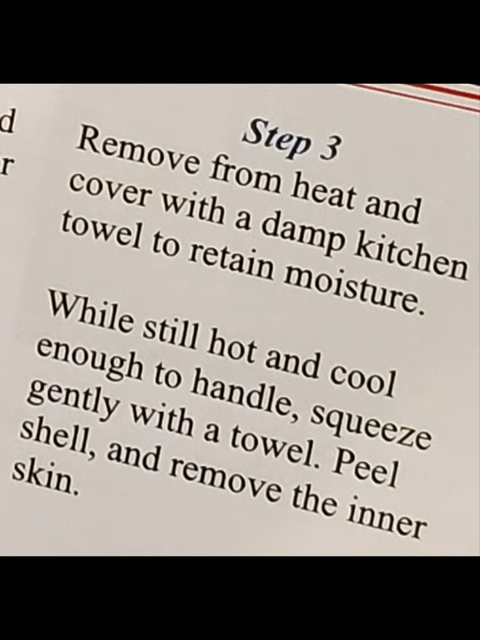 d
r
Step 3
Remove from heat and
cover with a damp kitchen
towel to retain moisture.
While still hot and cool
enough to handle, squeeze
gently with a towel. Peel
shell, and remove the inner
skin.